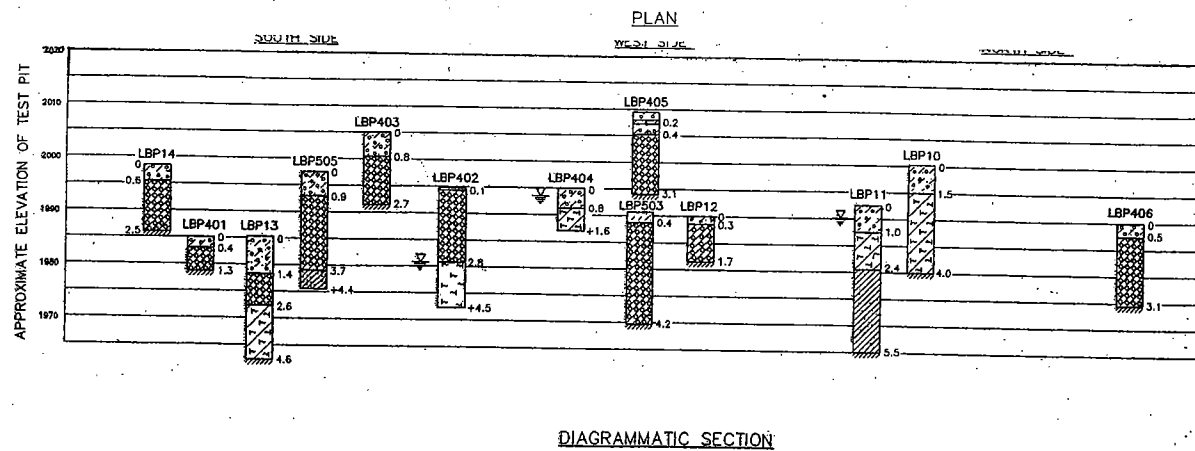 PLAN
SOUTH SIDE
WEST SIDE
NORTH SIDE
APPROXIMATE ELEVATION OF TEST PIT
2020
2010
2000
1990
1980
1970
LBP14
0
0.6
2.5
LBP401
0
0.4
1.3
LBP13
0
1.4
2.6
4.6
LBP505
0
0.9
3.7
+4.4
LBP403
0
0.8
2.7
LBP402
0.1
2.8
+4.5
LBP404
0
0.8
+1.6
LBP405
0
0.2
0.4
3.1
LBP503
0.4
4.2
LBP12
0
0.3
1.7
LBP11
0
1.0
2.4
5.5
LBP10
0
1.5
4.0
LBP406
0
0.5
3.1
DIAGRAMMATIC SECTION